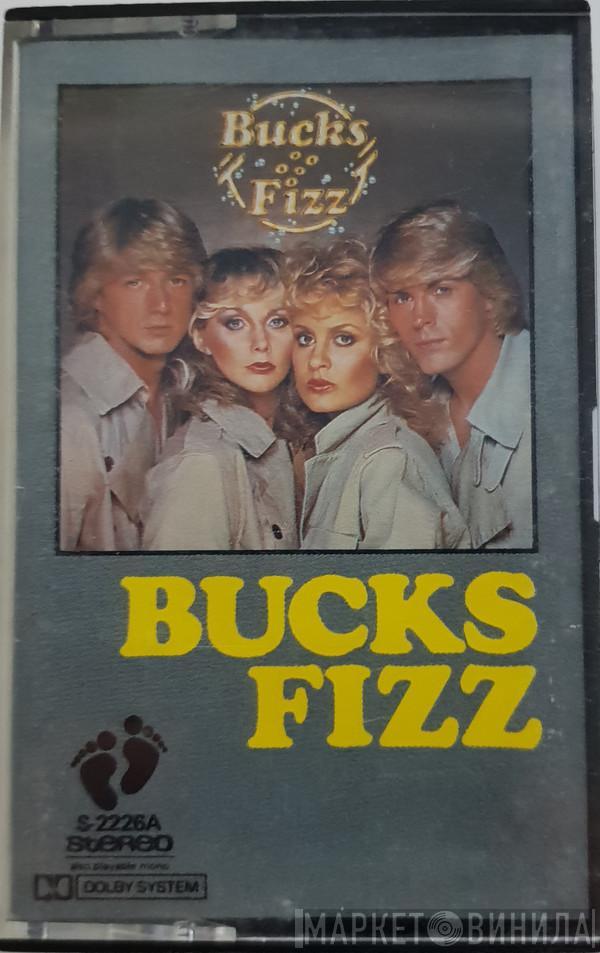 Bucks
Fizz
BUCKS
FIZZ
S-2226A
STEREO
also playable mono
DOLBY SYSTEM
МАРКЕТ ВИНИЛА